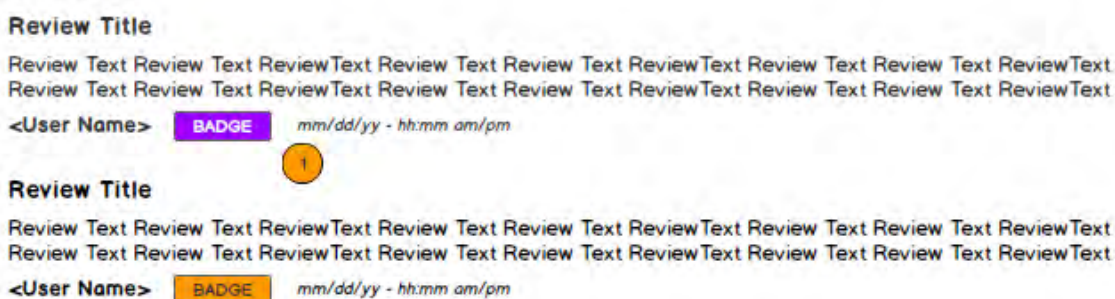 Review Title
Review Text Review Text ReviewText Review Text Review Text ReviewText Review Text Review Text ReviewText
Review Text Review Text ReviewText Review Text Review Text ReviewText Review Text Review Text ReviewText
<User Name> BADGE mm/dd/yy - hh:mm am/pm
1
Review Title
Review Text Review Text ReviewText Review Text Review Text ReviewText Review Text Review Text ReviewText
Review Text Review Text ReviewText Review Text Review Text ReviewText Review Text Review Text ReviewText
<User Name> BADGE mm/dd/yy - hh:mm am/pm